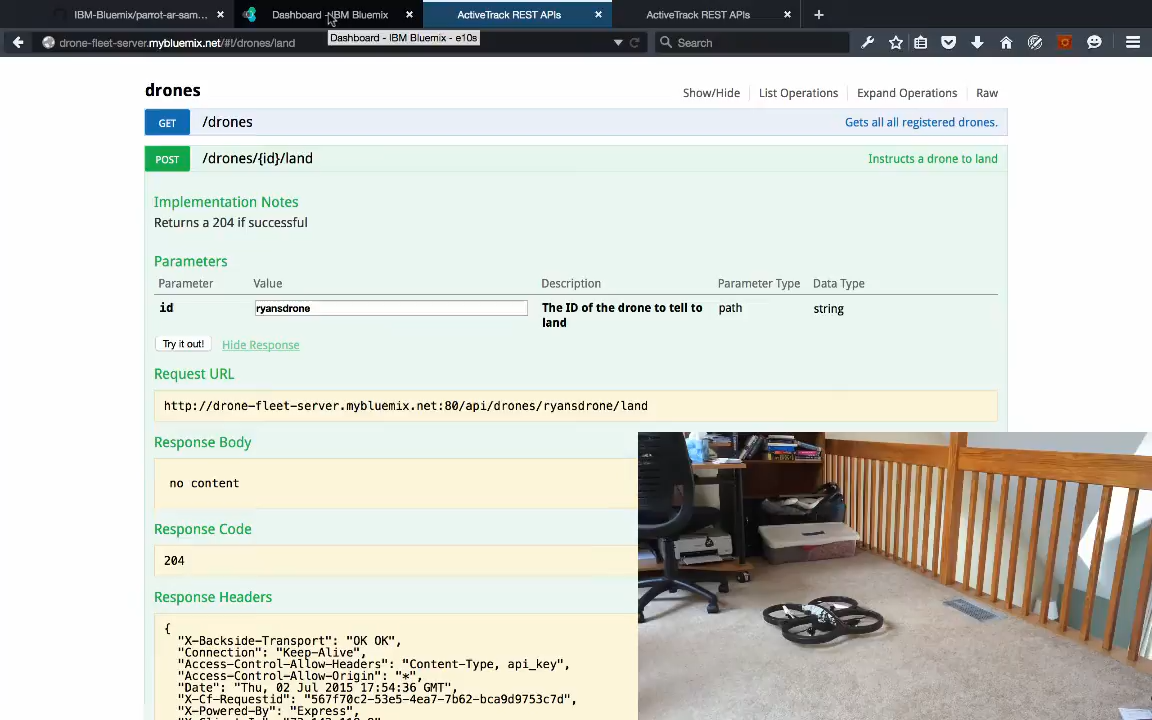 IBM-Bluemix/parrot-ar-sam... ×
Dashboard - IBM Bluemix ×
ActiveTrack REST APIs ×
ActiveTrack REST APIs ×
drone-fleet-server.mybluemix.net/#!/drones/land
Dashboard - IBM Bluemix - e10s
Search
drones
Show/Hide
List Operations
Expand Operations
Raw
GET /drones Gets all all registered drones.
POST /drones/{id}/land Instructs a drone to land
Implementation Notes
Returns a 204 if successful
Parameters
Parameter Value Description Parameter Type Data Type
id ryansdrone The ID of the drone to tell to path string
land
Try it out! Hide Response
Request URL
http://drone-fleet-server.mybluemix.net:80/api/drones/ryansdrone/land
Response Body
no content
Response Code
204
Response Headers
{
"X-Backside-Transport": "OK OK",
"Connection": "Keep-Alive",
"Access-Control-Allow-Headers": "Content-Type, api_key",
"Access-Control-Allow-Origin": "*",
"Date": "Thu, 02 Jul 2015 17:54:36 GMT",
"X-Cf-Requestid": "567f70c2-53e5-4ea7-7b62-bca9d9753c7d",
"X-Powered-By": "Express",